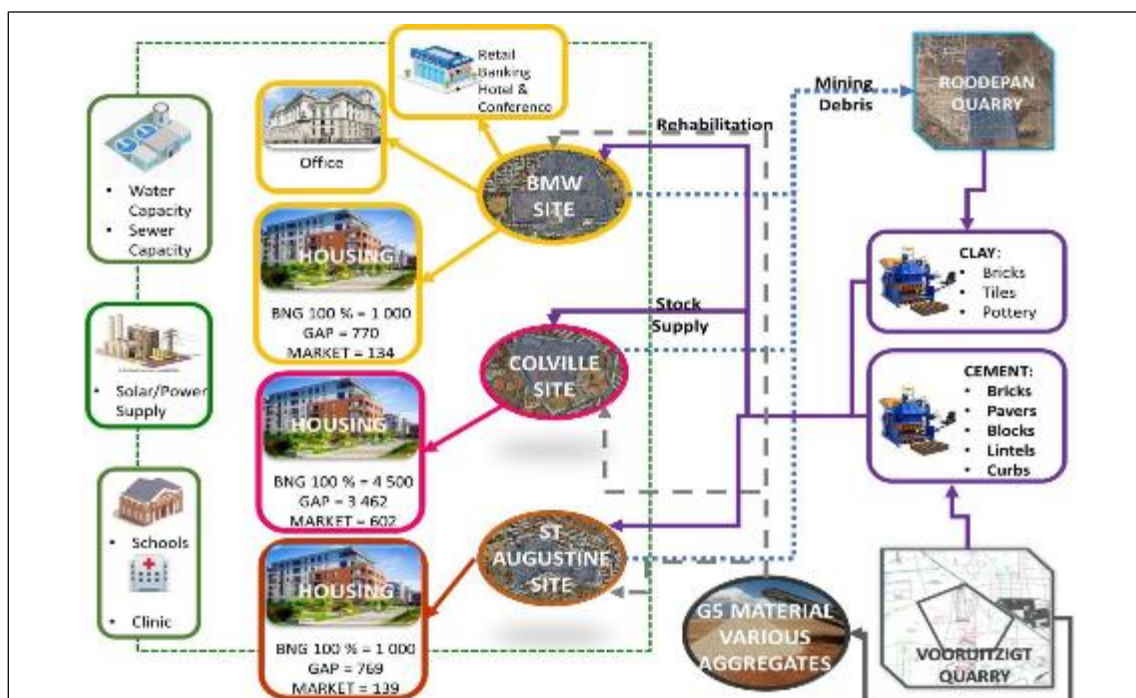 Retail
Banking
Hotel &
Conference
Office
• Water
Capacity
• Sewer
Capacity
HOUSING
BNG 100 % = 1 000
GAP = 770
MARKET = 134
• Solar/Power
Supply
HOUSING
BNG 100 % = 4 500
GAP = 3 462
MARKET = 602
• Schools
• Clinic
HOUSING
BNG 100 % = 1 000
GAP = 769
MARKET = 139
Rehabilitation
BMW
SITE
Stock
Supply
COLVILLE
SITE
ST
AUGUSTINE
SITE
Mining
Debris
ROODEPAN
QUARRY
CLAY:
• Bricks
• Tiles
• Pottery
CEMENT:
• Bricks
• Pavers
• Blocks
• Lintels
• Curbs
G5 MATERIAL
VARIOUS
AGGREGATES
VOORUITZIGT
QUARRY